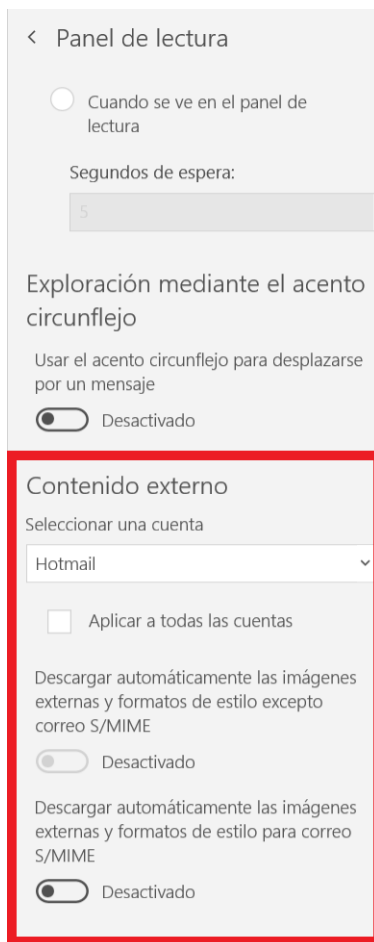 Panel de lectura
Cuando se ve en el panel de
lectura
Segundos de espera:
5
Exploración mediante el acento
circunflejo
Usar el acento circunflejo para desplazarse
por un mensaje
Desactivado
Contenido externo
Seleccionar una cuenta
Hotmail
Aplicar a todas las cuentas
Descargar automáticamente las imágenes
externas y formatos de estilo excepto
correo S/MIME
Desactivado
Descargar automáticamente las imágenes
externas y formatos de estilo para correo
S/MIME
Desactivado